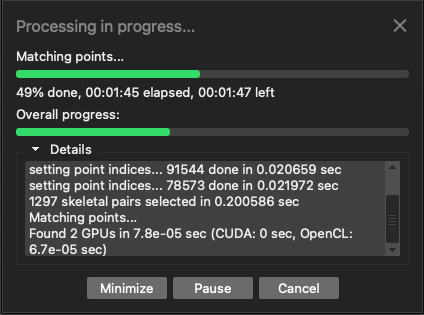 Processing in progress...
Matching points...
49% done, 00:01:45 elapsed, 00:01:47 left
Overall progress:
Details
setting point indices... 91544 done in 0.020659 sec
setting point indices... 78573 done in 0.021972 sec
1297 skeletal pairs selected in 0.200586 sec
Matching points...
Found 2 GPUs in 7.8e-05 sec (CUDA: 0 sec, OpenCL:
6.7e-05 sec)
Minimize
Pause
Cancel